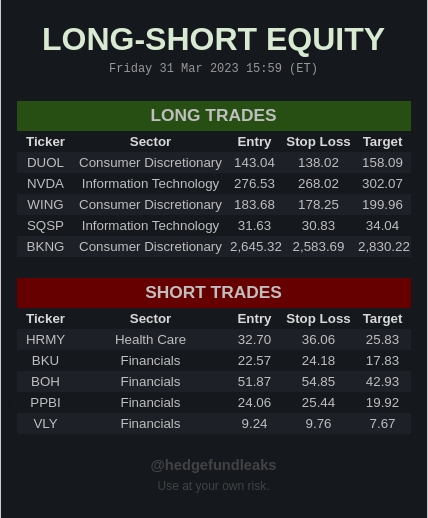 LONG-SHORT EQUITY
Friday 31 Mar 2023 15:59 (ET)
LONG TRADES
Ticker Sector Entry Stop Loss Target
DUOL Consumer Discretionary 143.04 138.02 158.09
NVDA Information Technology 276.53 268.02 302.07
WING Consumer Discretionary 183.68 178.25 199.96
SQSP Information Technology 31.63 30.83 34.04
BKNG Consumer Discretionary 2,645.32 2,583.69 2,830.22
SHORT TRADES
Ticker Sector Entry Stop Loss Target
HRMY Health Care 32.70 36.06 25.83
BKU Financials 22.57 24.18 17.83
BOH Financials 51.87 54.85 42.93
PPBI Financials 24.06 25.44 19.92
VLY Financials 9.24 9.76 7.67
@hedgefundleaks
Use at your own risk.